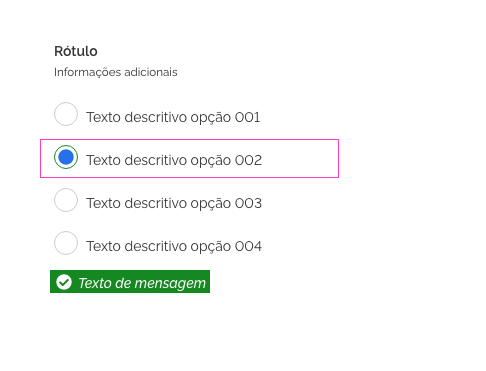 Rótulo
Informações adicionais
Texto descritivo opção 001
Texto descritivo opção 002
Texto descritivo opção 003
Texto descritivo opção 004
Texto de mensagem